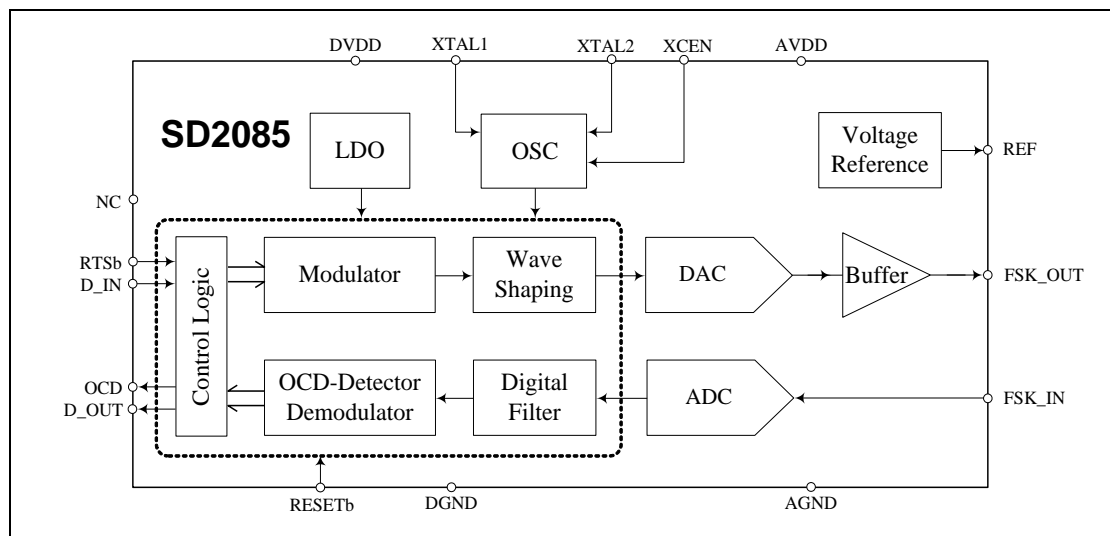 DVDD
XTAL1
XTAL2
XCEN
AVDD
SD2085
LDO
OSC
Voltage
Reference
REF
NC
RTSb
D_IN
Control Logic
Modulator
Wave
Shaping
DAC
Buffer
FSK_OUT
OCD
D_OUT
OCD-Detector
Demodulator
Digital
Filter
ADC
FSK_IN
RESETb
DGND
AGND